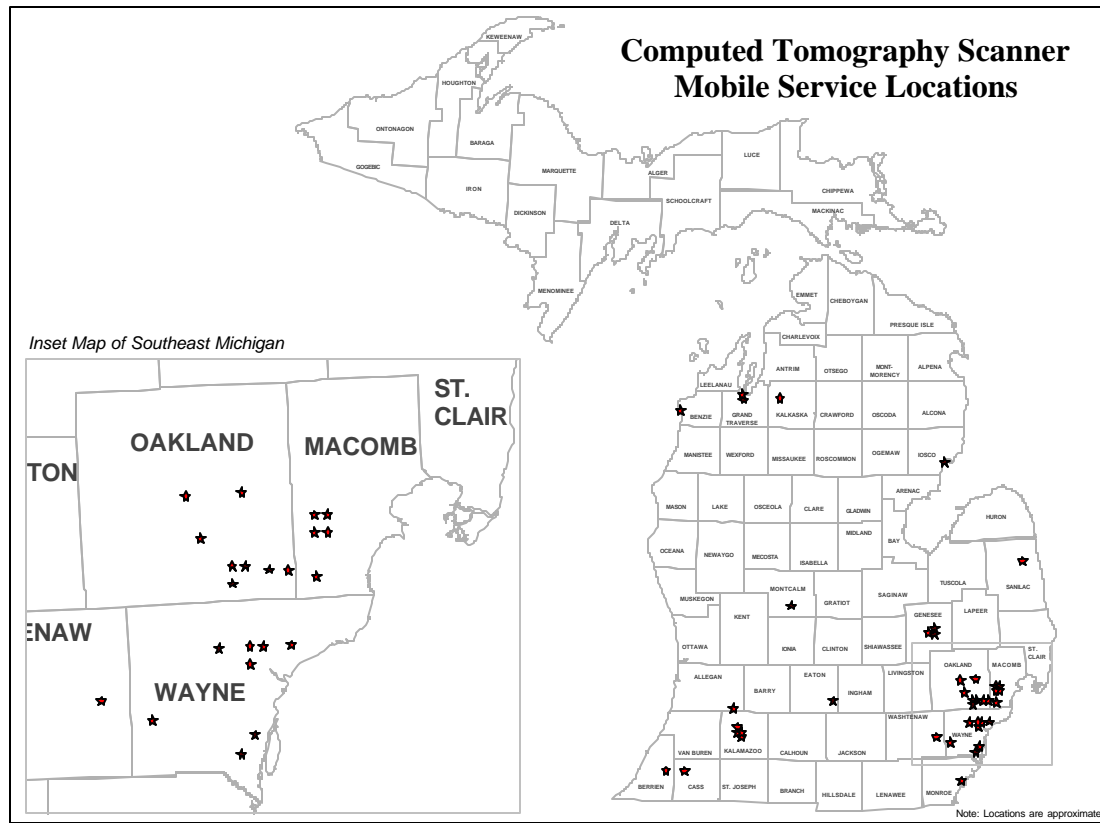 Computed Tomography Scanner
Mobile Service Locations
KEWEENAW
HOUGHTON
ONTONAGON
BARAGA
GOGEBIC
IRON
MARQUETTE
DICKINSON
MENOMINEE
DELTA
ALGER
SCHOOLCRAFT
LUCE
CHIPPEWA
MACKINAC
EMMET
CHEBOYGAN
PRESQUE ISLE
CHARLEVOIX
ANTRIM
OTSEGO
MONT-
MORENCY
ALPENA
LEELANAU
BENZIE
GRAND
TRAVERSE
KALKASKA
CRAWFORD
OSCODA
ALCONA
MANISTEE
WEXFORD
MISSAUKEE
ROSCOMMON
OGEMAW
IOSCO
ARENAC
MASON
LAKE
OSCEOLA
CLARE
GLADWIN
HURON
OCEANA
NEWAYGO
MECOSTA
ISABELLA
MIDLAND
BAY
TUSCOLA
SANILAC
MUSKEGON
KENT
MONTCALM
GRATIOT
SAGINAW
GENESEE
LAPEER
OTTAWA
IONIA
CLINTON
SHIAWASSEE
ST.
CLAIR
ALLEGAN
BARRY
EATON
INGHAM
LIVINGSTON
OAKLAND
MACOMB
VAN BUREN
KALAMAZOO
CALHOUN
JACKSON
WASHTENAW
WAYNE
BERRIEN
CASS
ST. JOSEPH
BRANCH
HILLSDALE
LENAWEE
MONROE
Note: Locations are approximate
Inset Map of Southeast Michigan
ST.
CLAIR
OAKLAND
MACOMB
TON
ENAW
WAYNE